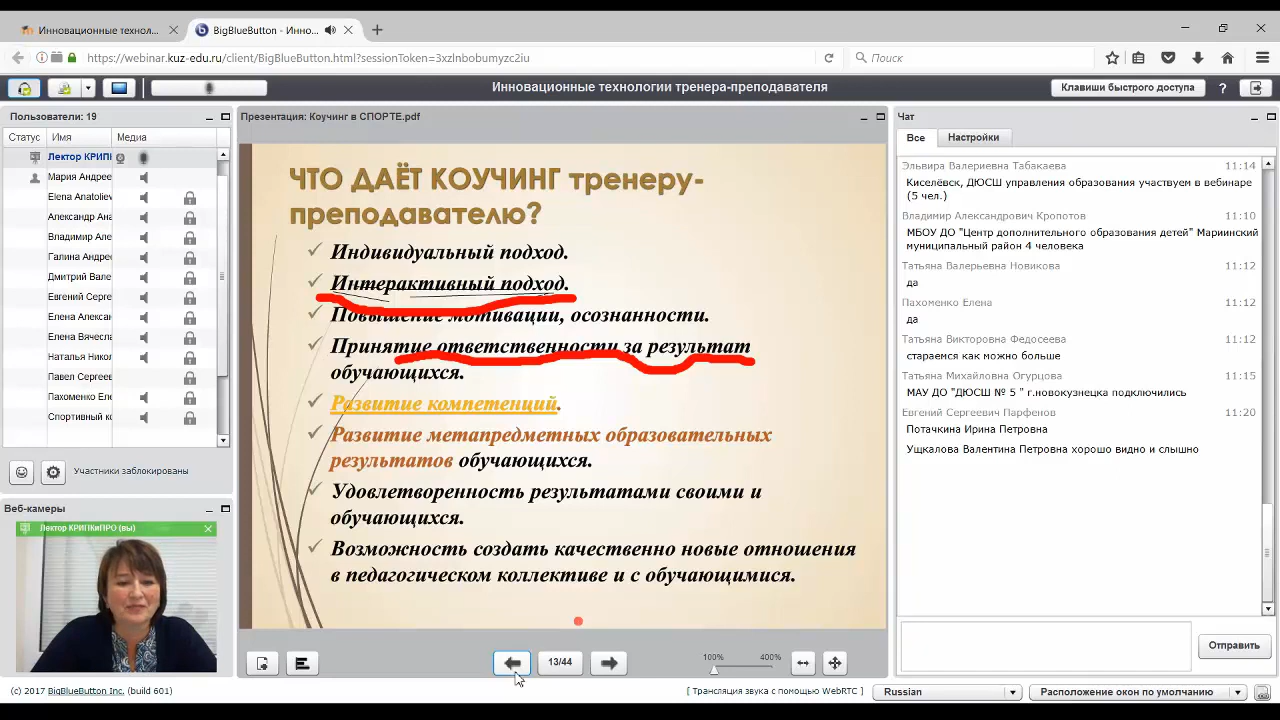 Инновационные технол...
BigBlueButton - Инно...
https://webinar.kuz-edu.ru/client/BigBlueButton.html?sessionToken=3xzlnbobumyzc2iu
Поиск
Инновационные технологии тренера-преподавателя
Клавиши быстрого доступа
?
Пользователи: 19
Статус Имя Медиа
Лектор КРИПКı
Мария Андрее
Elena Anatoliev
Александр Ана
Владимир Але
Галина Андрее
Дмитрий Вале
Евгений Серге
Елена Алексан
Елена Вячесла
Наталья Никол
Павел Сергеев
Пахоменко Еле
Спортивный ко
Участники заблокированы
Веб-камеры
Лектор КРИПКиПРО (вы)
Презентация: Коучинг в СПОРТЕ.pdf
ЧТО ДАЁТ КОУЧИНГ тренеру-
преподавателю?
Индивидуальный подход.
Интерактивный подход.
Повышение мотивации, осознанности.
Принятие ответственности за результат
обучающихся.
Развитие компетенций.
Развитие метапредметных образовательных
результатов обучающихся.
Удовлетворенность результатами своими и
обучающихся.
Возможность создать качественно новые отношения
в педагогическом коллективе и с обучающимися.
13/44
100% 400%
Чат
Все Настройки
Эльвира Валериевна Табакаева 11:14
Киселёвск, ДЮСШ управления образования участвуем в вебинаре
(5 чел.)
Владимир Александрович Кропотов 11:10
МБОУ ДО "Центр дополнительного образования детей" Мариинский
муниципальный район 4 человека
Татьяна Валерьевна Новикова 11:12
да
Пахоменко Елена 11:12
да
Татьяна Викторовна Федосеева 11:12
стараемся как можно больше
Татьяна Михайловна Огурцова 11:15
МАУ ДО "ДЮСШ № 5 " г.новокузнецка подключились
Евгений Сергеевич Парфенов 11:20
Потачкина Ирина Петровна
Ущкалова Валентина Петровна хорошо видно и слышно
Отправить
(c) 2017 BigBlueButton Inc. (build 601)
[ Трансляция звука с помощью WebRTC ]
Russian
Расположение окон по умолчанию